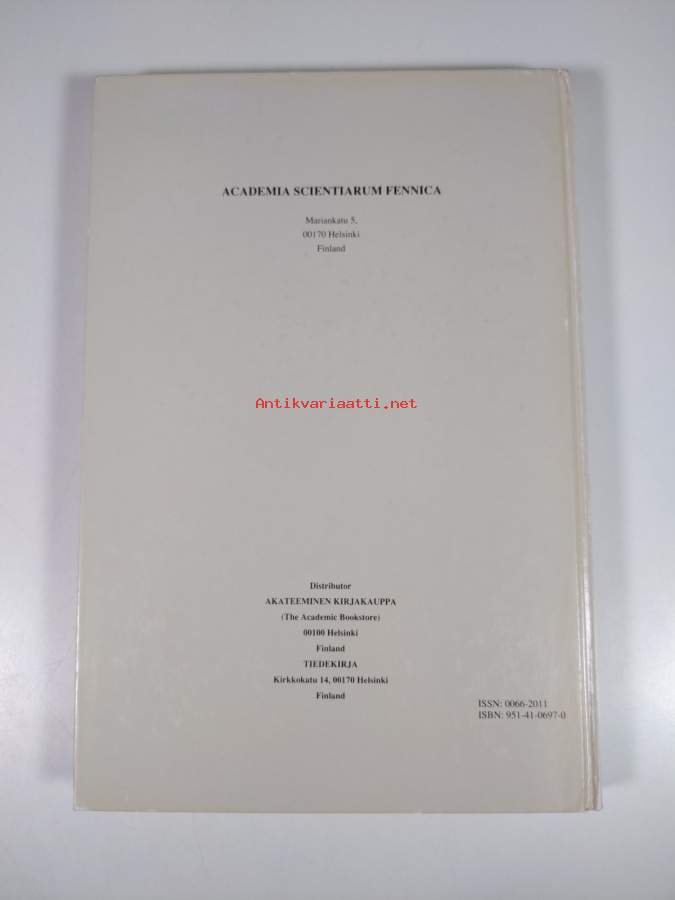 ACADEMIA SCIENTIARUM FENNICA
Mariankatu 5,
00170 Helsinki
Finland
Antikvariaatti.net
Distributor
AKATEEMINEN KIRJAKAUPPA
(The Academic Bookstore)
00100 Helsinki
Finland
TIEDEKIRJA
Kirkkokatu 14, 00170 Helsinki
Finland
ISSN: 0066-2011
ISBN: 951-41-0697-0